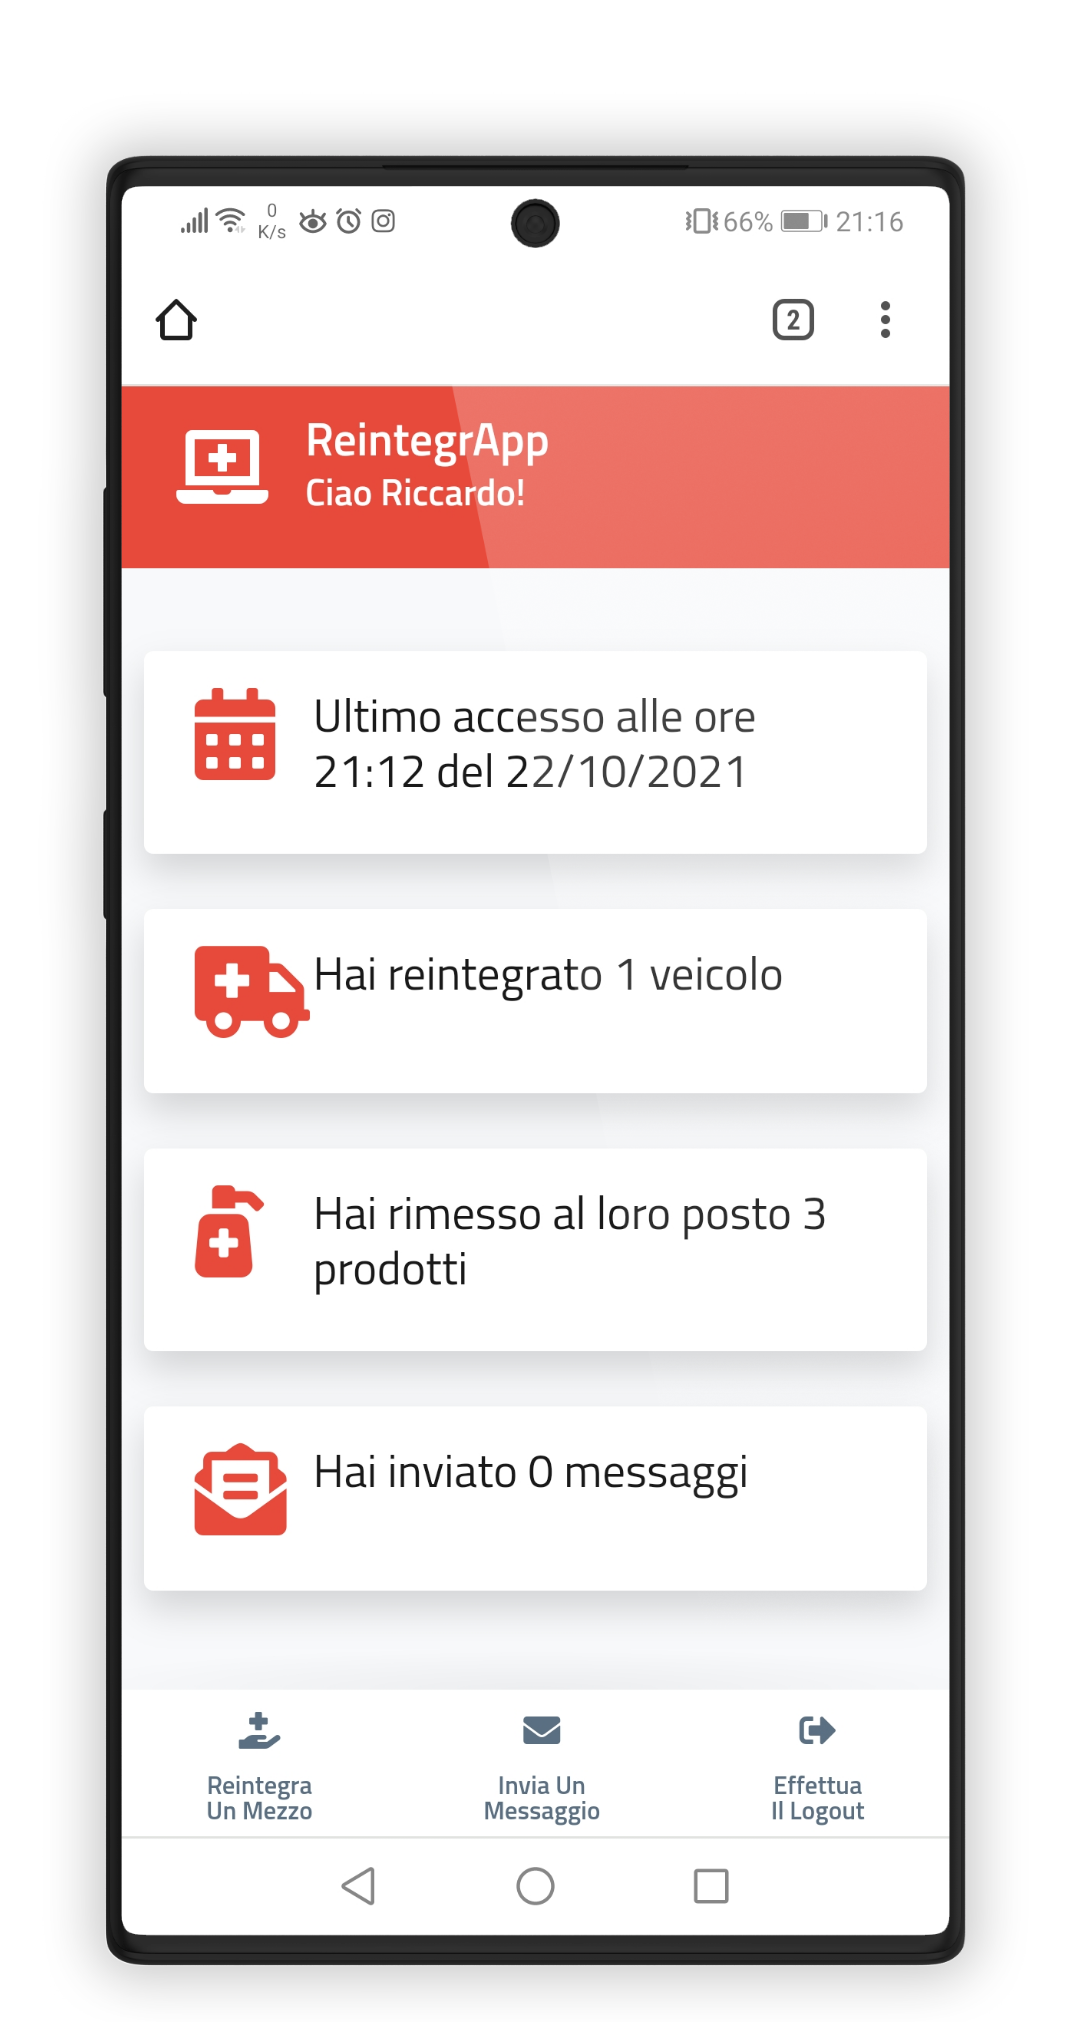 0
K/s
66%
21:16
2
ReintegrApp
Ciao Riccardo!
Ultimo accesso alle ore
21:12 del 22/10/2021
Hai reintegrato 1 veicolo
Hai rimesso al loro posto 3
prodotti
Hai inviato 0 messaggi
Reintegra
Un Mezzo
Invia Un
Messaggio
Effettua
Il Logout